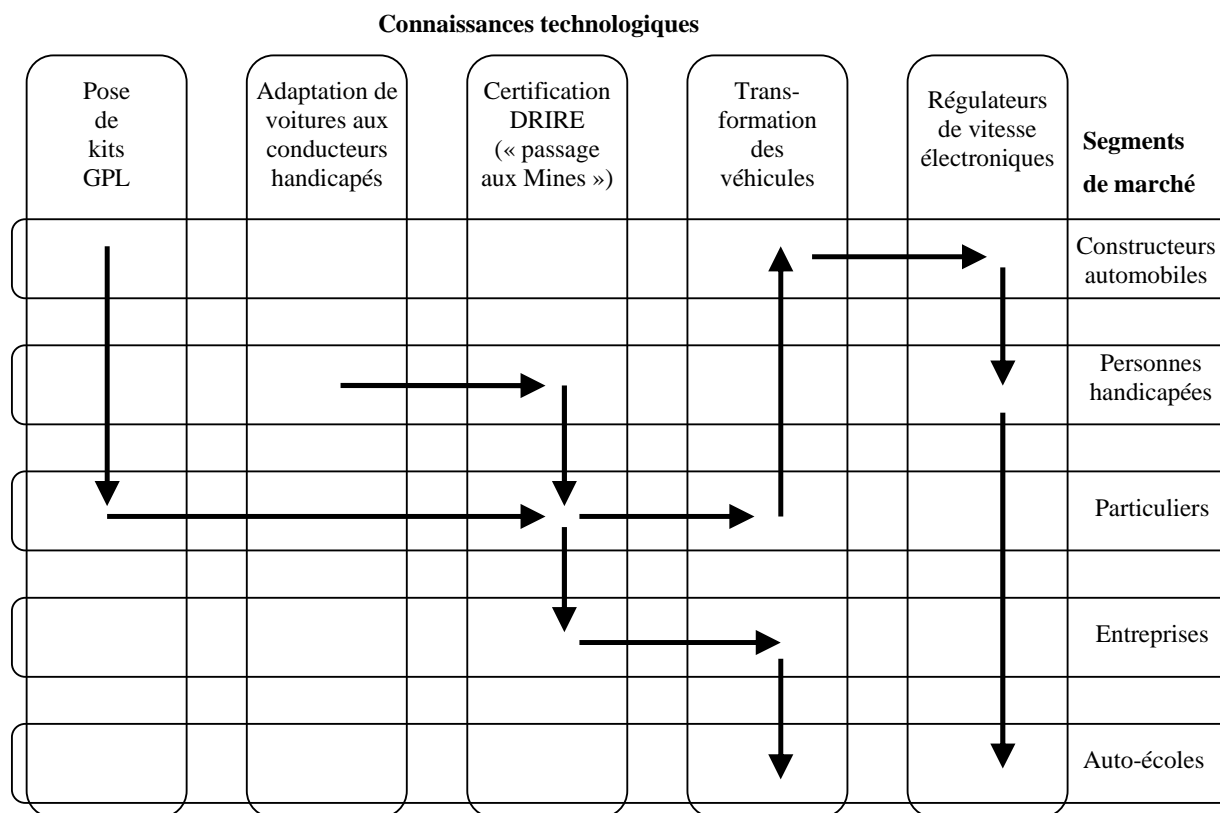 Connaissances technologiques
Pose
de
kits
GPL
Adaptation de
voitures aux
conducteurs
handicapés
Certification
DRIRE
(« passage
aux Mines »)
Trans-
formation
des
véhicules
Régulateurs
de vitesse
électroniques
Segments
de marché
Constructeurs
automobiles
Personnes
handicapées
Particuliers
Entreprises
Auto-écoles